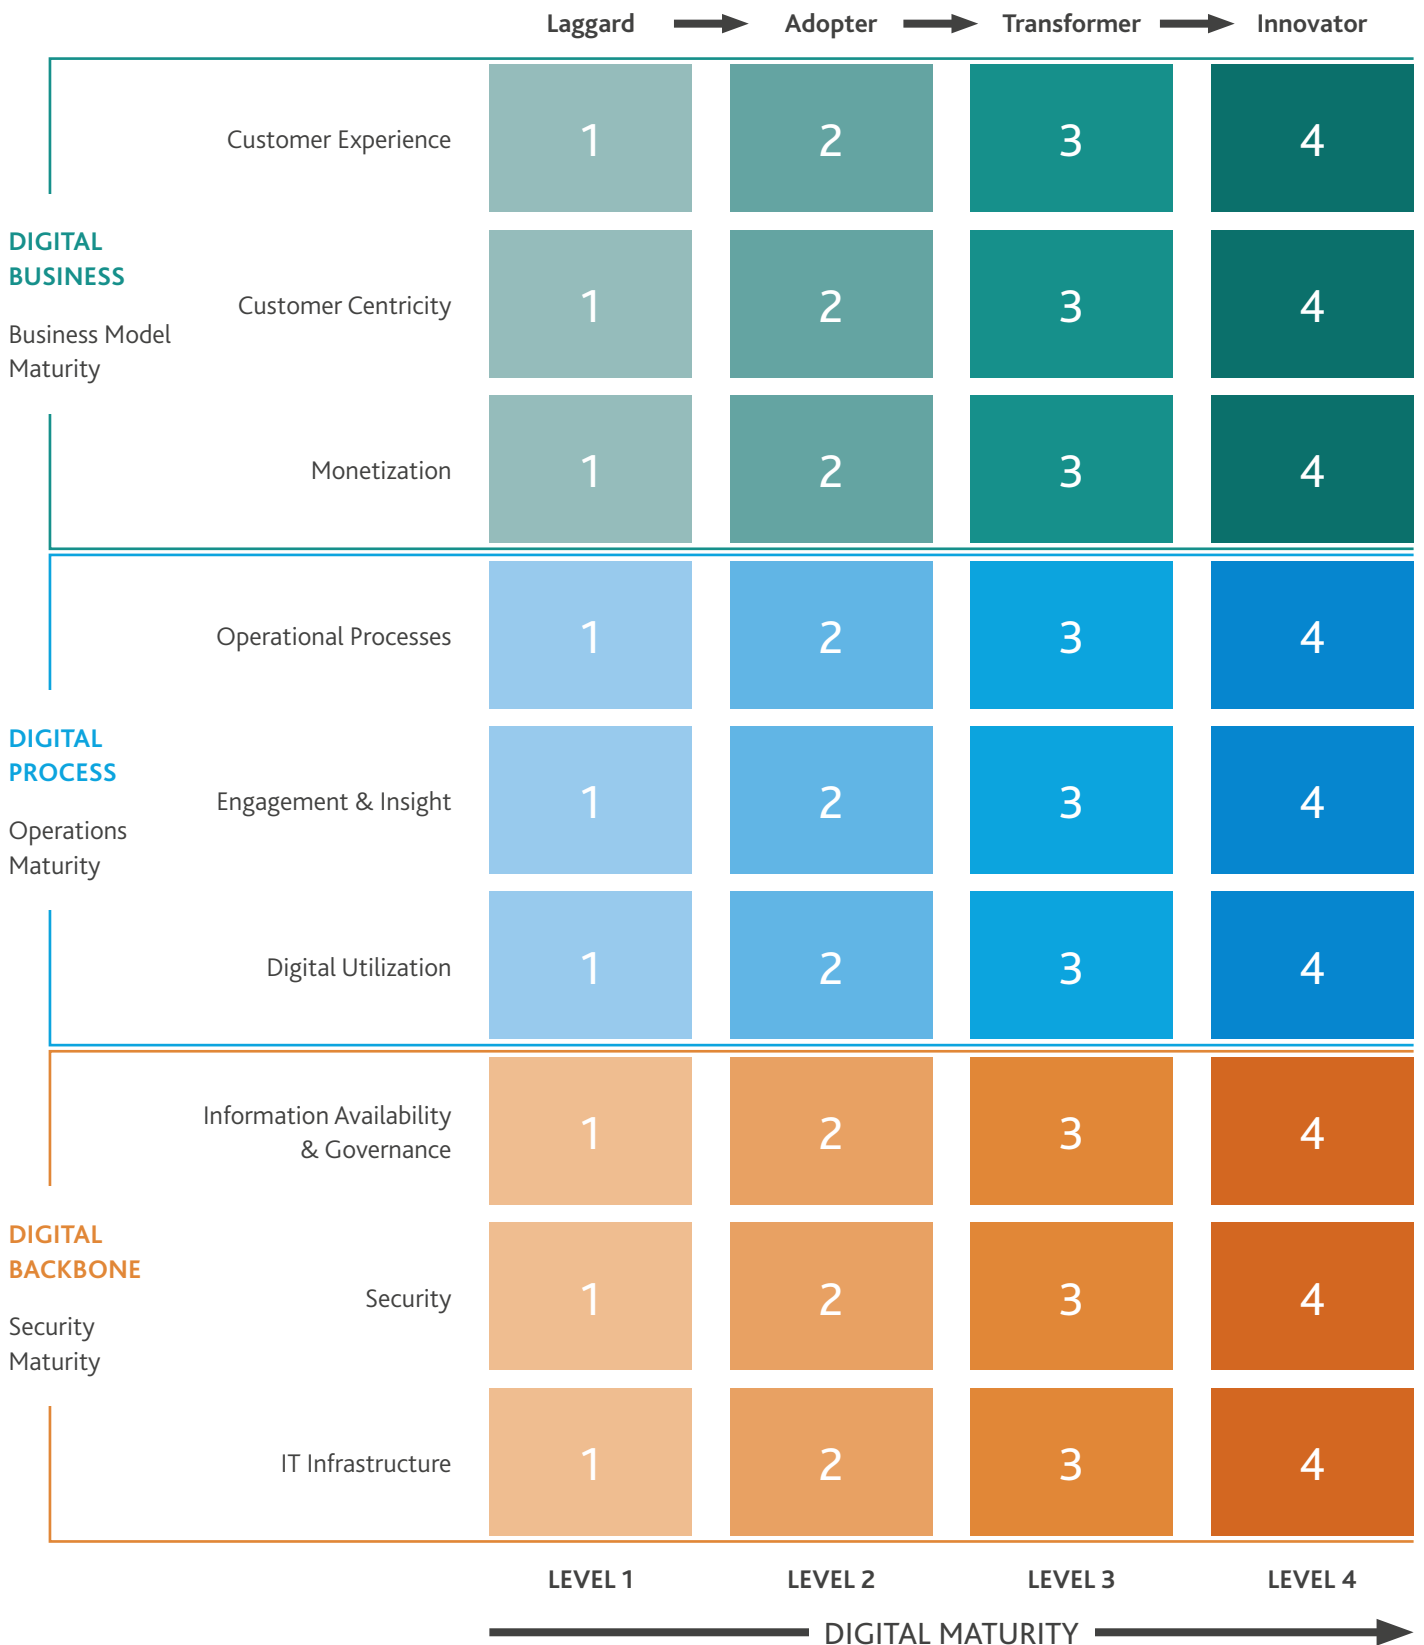 Laggard Adopter Transformer Innovator
Customer Experience 1 2 3 4
DIGITAL
BUSINESS
Business Model
Maturity
Customer Centricity 1 2 3 4
Monetization 1 2 3 4
Operational Processes 1 2 3 4
DIGITAL
PROCESS
Operations
Maturity
Engagement & Insight 1 2 3 4
Digital Utilization 1 2 3 4
Information Availability
& Governance
1 2 3 4
DIGITAL
BACKBONE
Security
Maturity
Security 1 2 3 4
IT Infrastructure 1 2 3 4
LEVEL 1 LEVEL 2 LEVEL 3 LEVEL 4
DIGITAL MATURITY